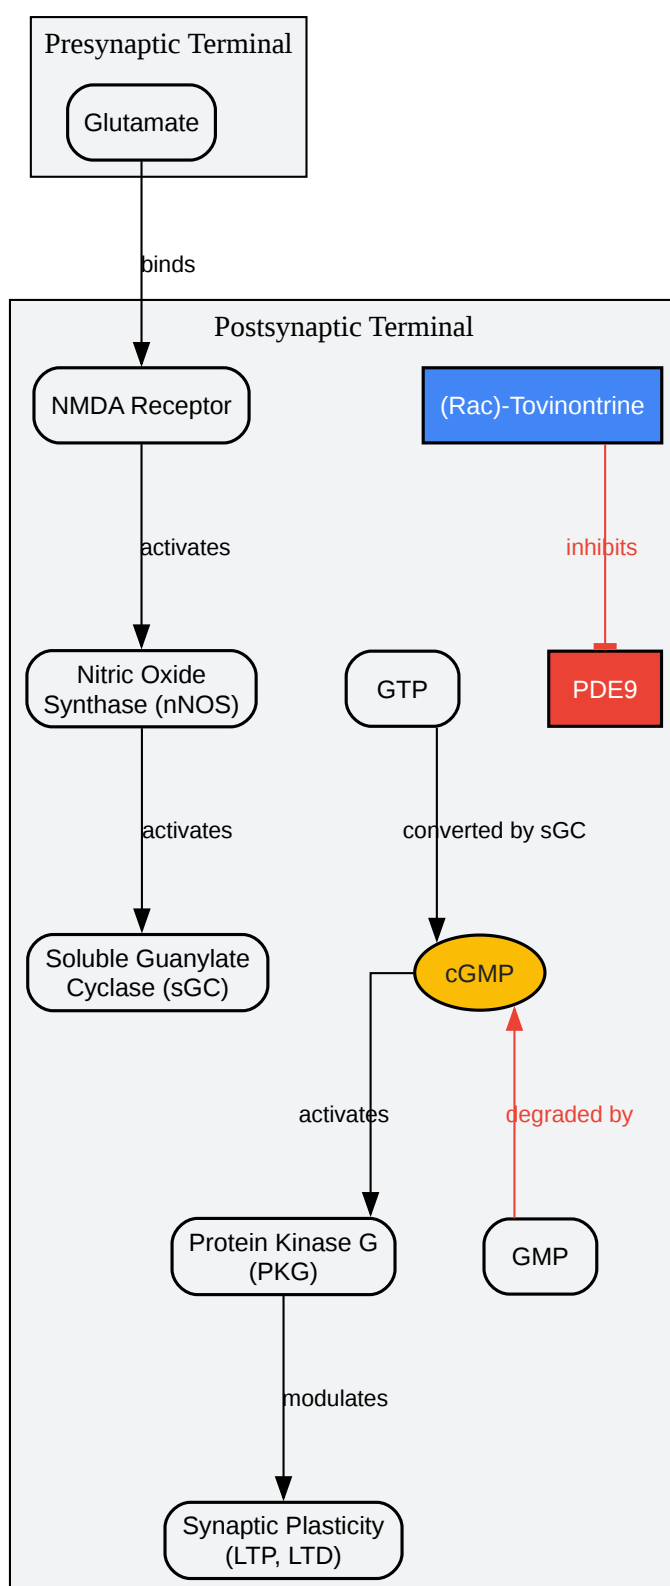 Presynaptic Terminal
Glutamate
binds
Postsynaptic Terminal
NMDA Receptor
(Rac)-Tovinontrine
activates
inhibits
Nitric Oxide
Synthase (nNOS)
GTP
PDE9
activates
converted by sGC
Soluble Guanylate
Cyclase (sGC)
cGMP
activates
degraded by
Protein Kinase G
(PKG)
GMP
modulates
Synaptic Plasticity
(LTP, LTD)